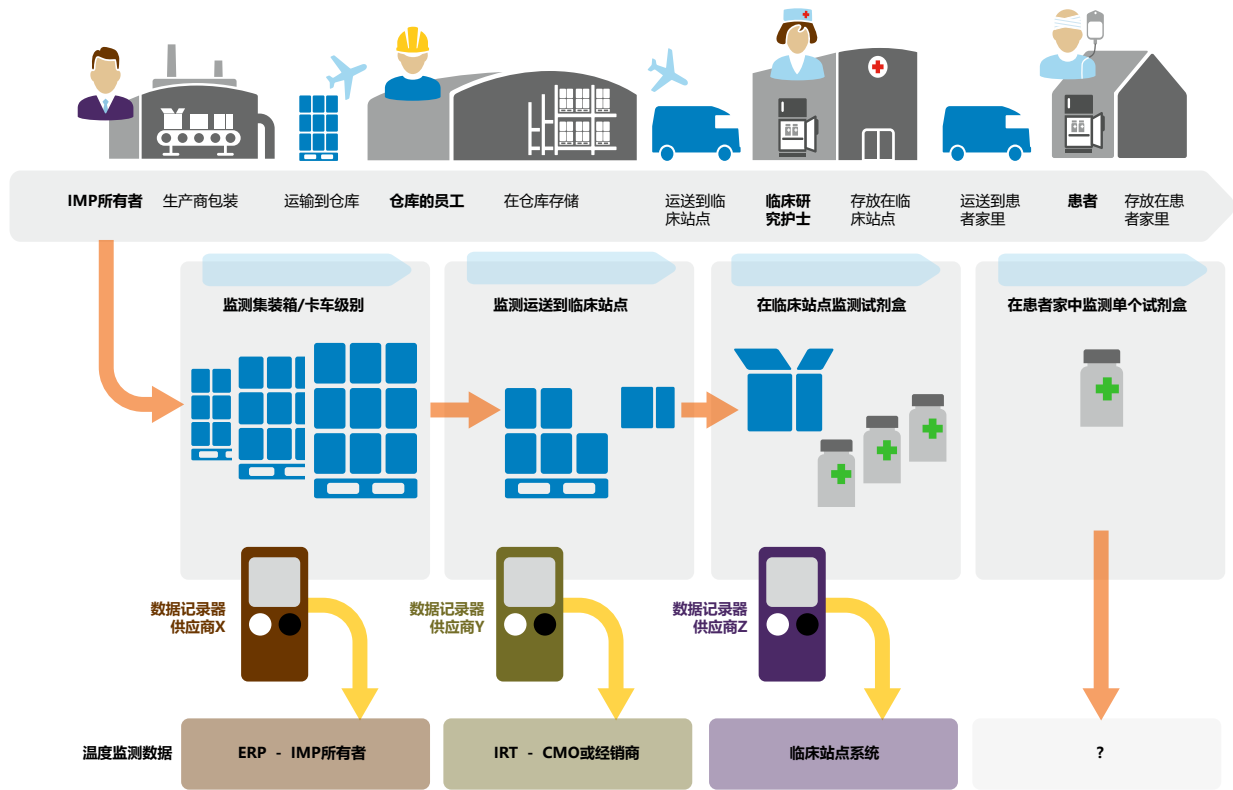 IMP所有者
生产商包装
运输到仓库
仓库的员工
在仓库存储
运送到临
床站点
临床研
究护士
存放在临
床站点
运送到患
者家里
患者
存放在患
者家里
监测集装箱/卡车级别
监测运送到临床站点
在临床站点监测试剂盒
在患者家中监测单个试剂盒
数据记录器
供应商X
数据记录器
供应商Y
数据记录器
供应商Z
温度监测数据
ERP - IMP所有者
IRT - CMO或经销商
临床站点系统
?